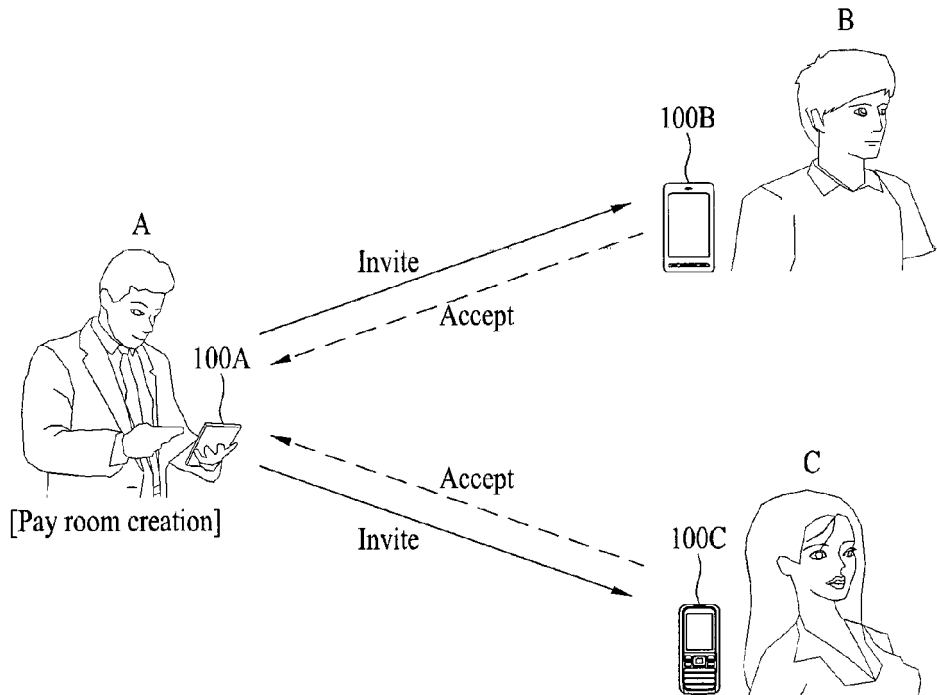 B
100B
A
Invite
Accept
100A
Accept
C
[Pay room creation]
Invite
100C